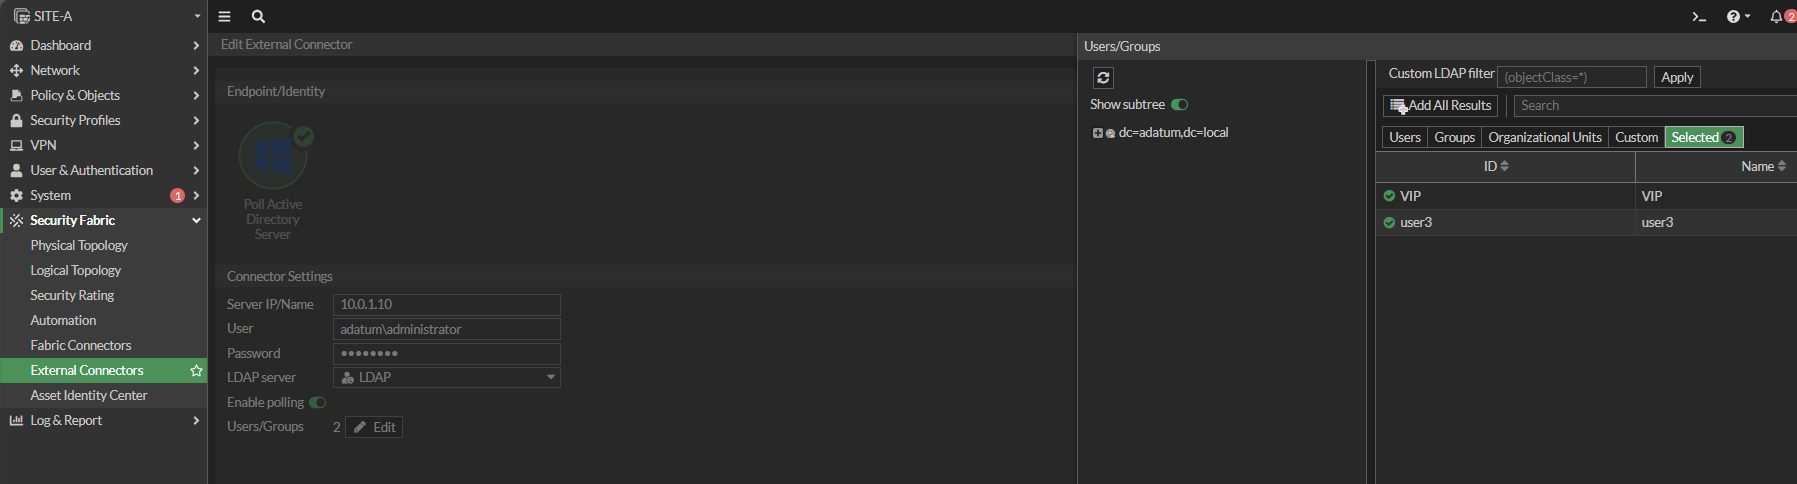 SITE-A
Dashboard
Network
Policy & Objects
Security Profiles
VPN
User & Authentication
System 1
Security Fabric
Physical Topology
Logical Topology
Security Rating
Automation
Fabric Connectors
External Connectors
Asset Identity Center
Log & Report
2
Edit External Connector
Endpoint/Identity
Poll Active
Directory
Server
Connector Settings
Server IP/Name 10.0.1.10
User adatum\administrator
Password ••••••••
LDAP server LDAP
Enable polling
Users/Groups 2 Edit
Users/Groups
Show subtree
dc=adatum,dc=local
Custom LDAP filter (objectClass=*) Apply
Add All Results Search
Users Groups Organizational Units Custom Selected 2
ID Name
VIP VIP
user3 user3